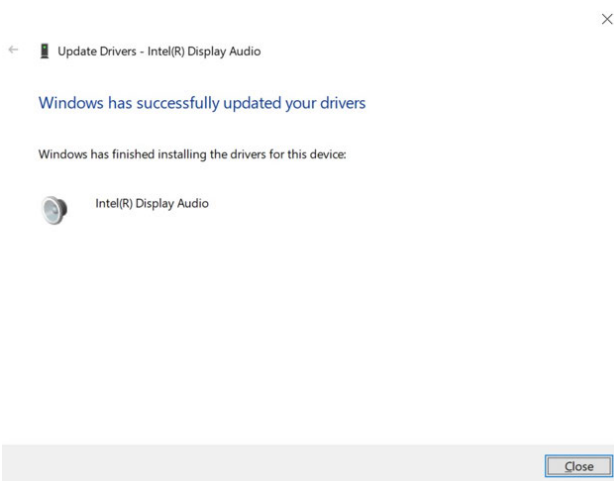 Update Drivers - Intel(R) Display Audio
Windows has successfully updated your drivers
Windows has finished installing the drivers for this device:
Intel(R) Display Audio
Close